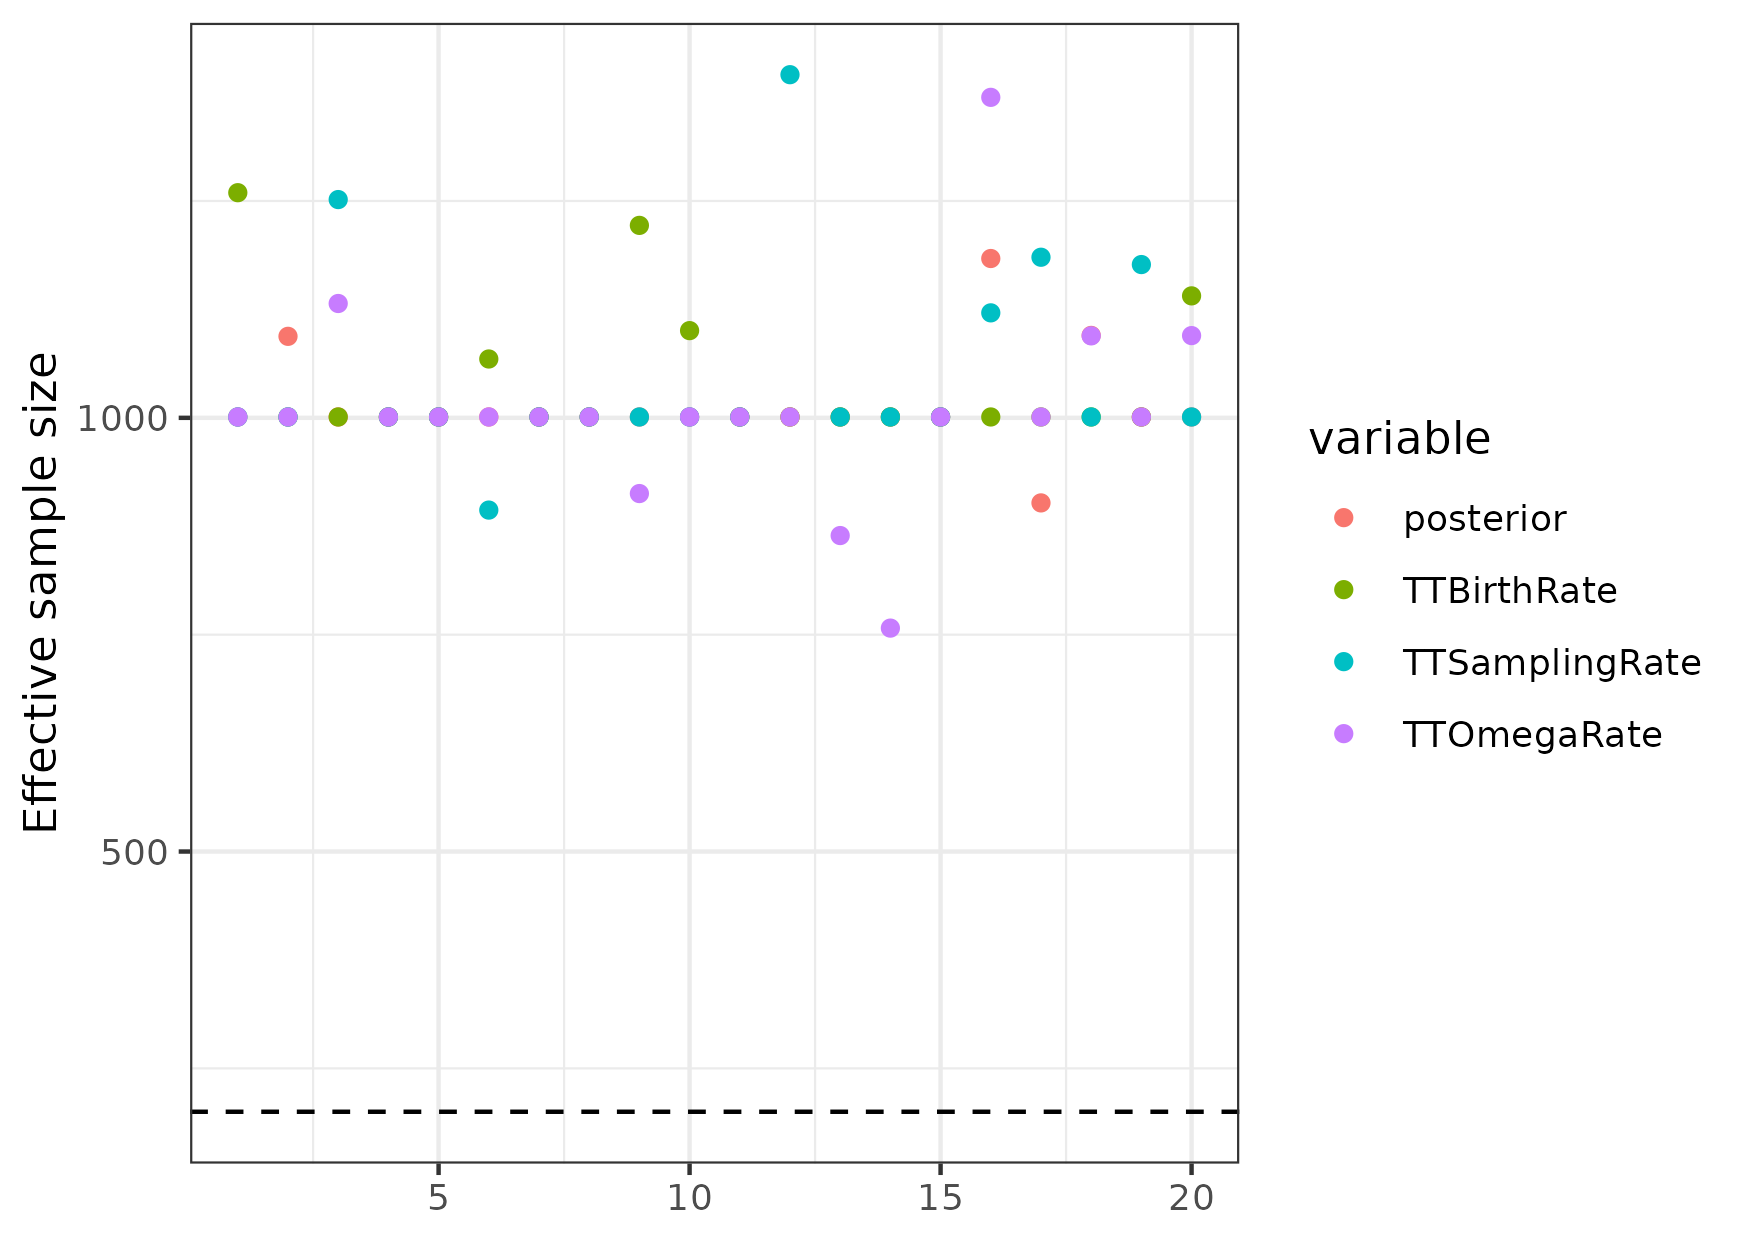 Effective sample size
1000
500
5
10
15
20
variable
posterior
TTBirthRate
TTSamplingRate
TTOmegaRate